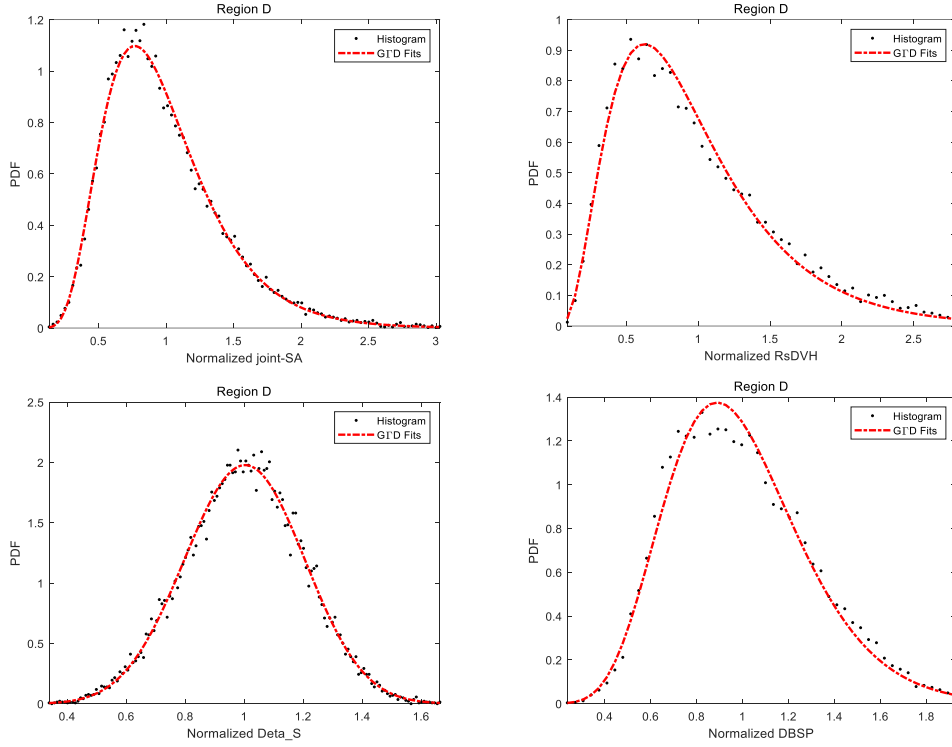 Region D
Histogram
GΓD Fits
PDF
0
0.2
0.4
0.6
0.8
1
1.2
0.5
1
1.5
2
2.5
3
Normalized joint-SA
Region D
Histogram
GΓD Fits
PDF
0
0.1
0.2
0.3
0.4
0.5
0.6
0.7
0.8
0.9
1
0.5
1
1.5
2
2.5
Normalized RsDVH
Region D
Histogram
GΓD Fits
PDF
0
0.5
1
1.5
2
2.5
0.4
0.6
0.8
1
1.2
1.4
1.6
Normalized Deta_S
Region D
Histogram
GΓD Fits
PDF
0
0.2
0.4
0.6
0.8
1
1.2
1.4
0.4
0.6
0.8
1
1.2
1.4
1.6
1.8
Normalized DBSP